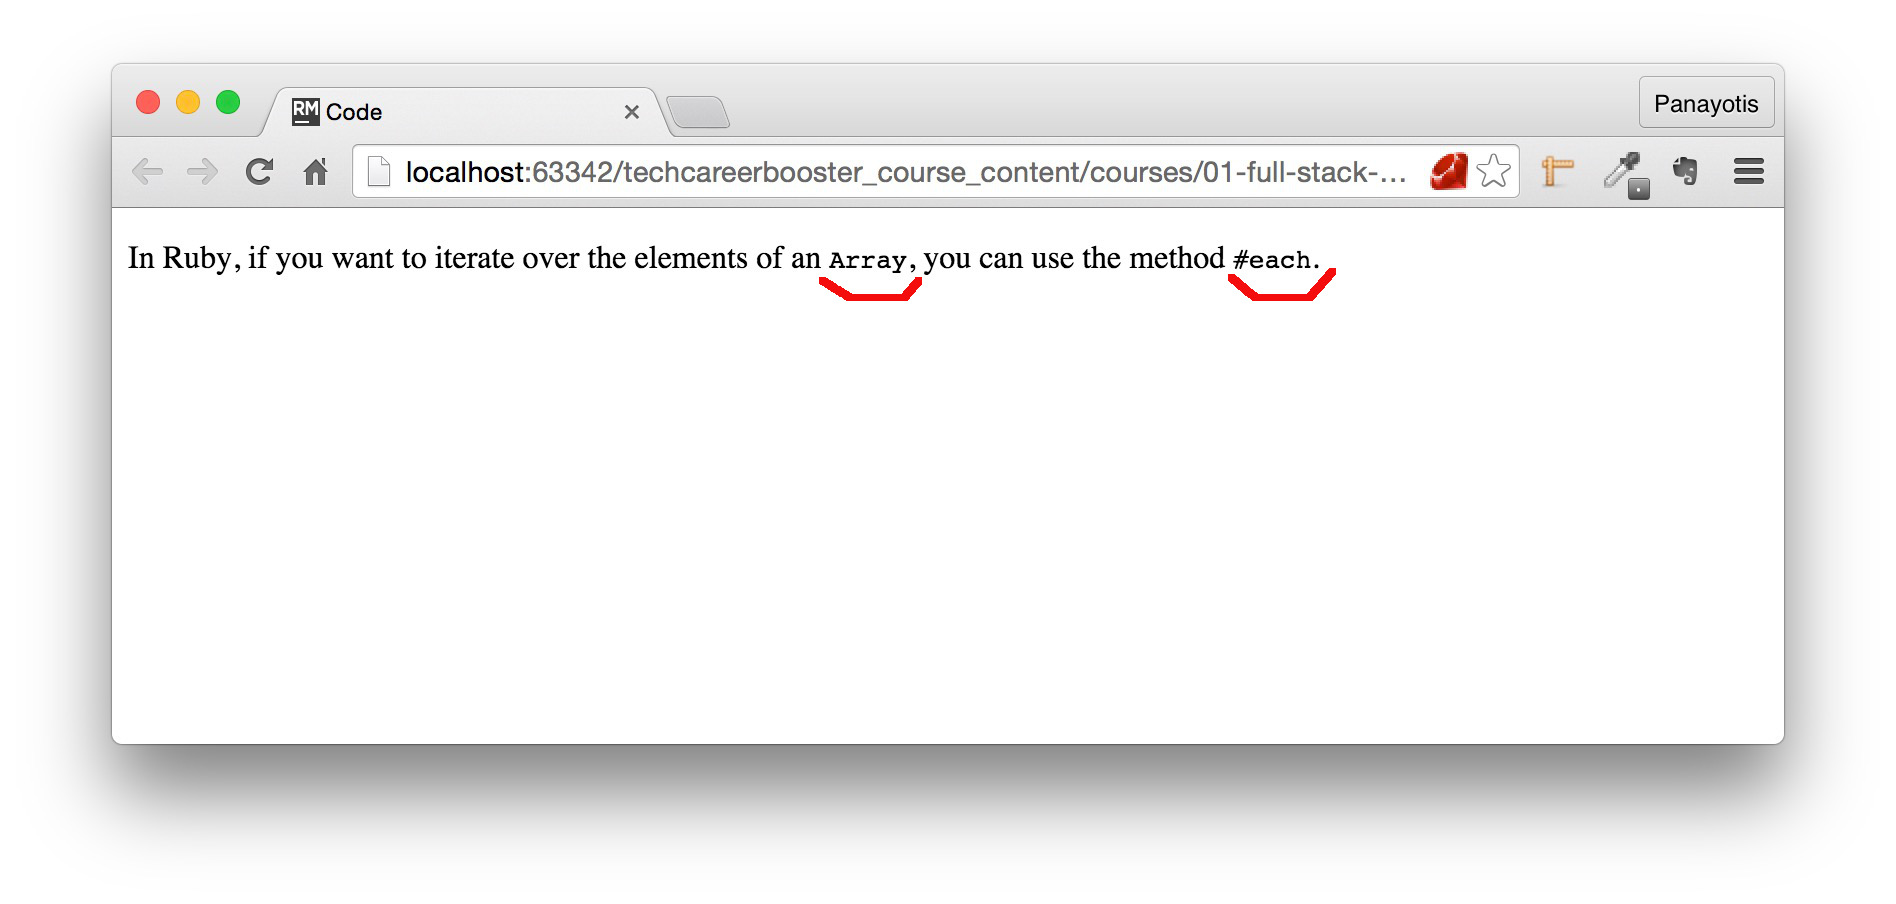 RM Code
Panayotis
localhost:63342/techcareerbooster_course_content/courses/01-full-stack-...
In Ruby, if you want to iterate over the elements of an Array, you can use the method #each.